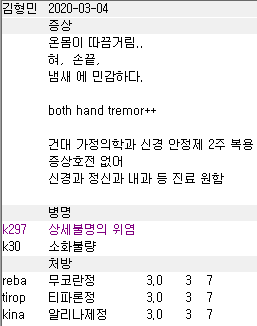 김형민 2020-03-04
증상
온몸이 따끔거림..
혀, 손끝,
냄새 에 민감하다.
both hand tremor++
건대 가정의학과 신경 안정제 2주 복용
증상호전 없어
신경과 정신과 내과 등 진료 원함
병명
k297 상세불명의 위염
k30 소화불량
처방
reba 무코란정 3,0 3 7
tirop 티파론정 3,0 3 7
kina 알리나제정 3,0 3 7